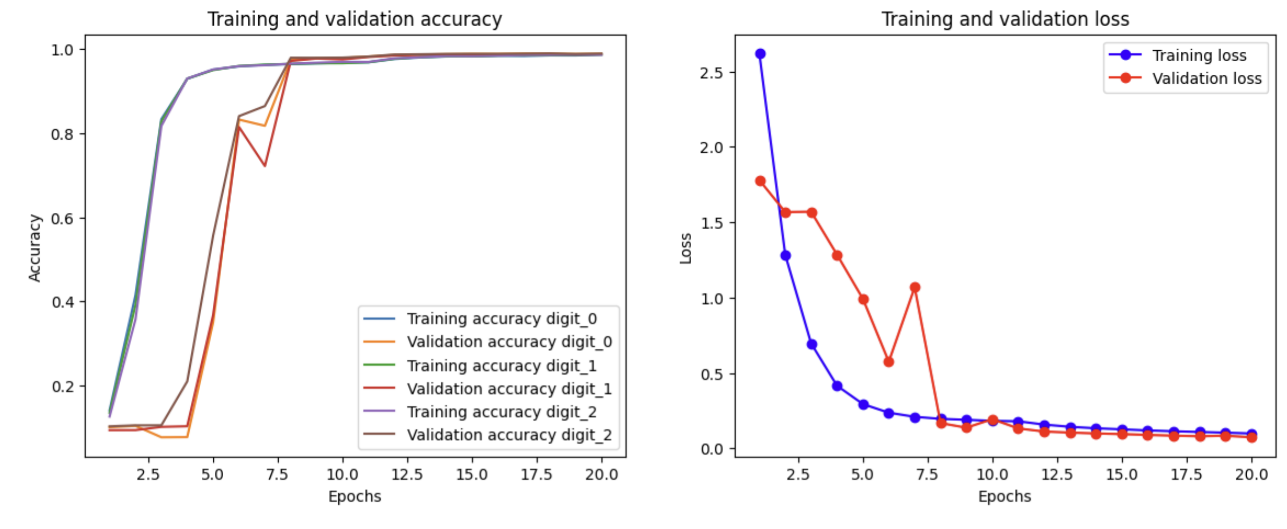 Training and validation accuracy
Accuracy
1.0
0.8
0.6
0.4
0.2
2.5 5.0 7.5 10.0 12.5 15.0 17.5 20.0
Epochs
Training accuracy digit_0
Validation accuracy digit_0
Training accuracy digit_1
Validation accuracy digit_1
Training accuracy digit_2
Validation accuracy digit_2
Training and validation loss
Loss
2.5
2.0
1.5
1.0
0.5
0.0
2.5 5.0 7.5 10.0 12.5 15.0 17.5 20.0
Epochs
Training loss
Validation loss